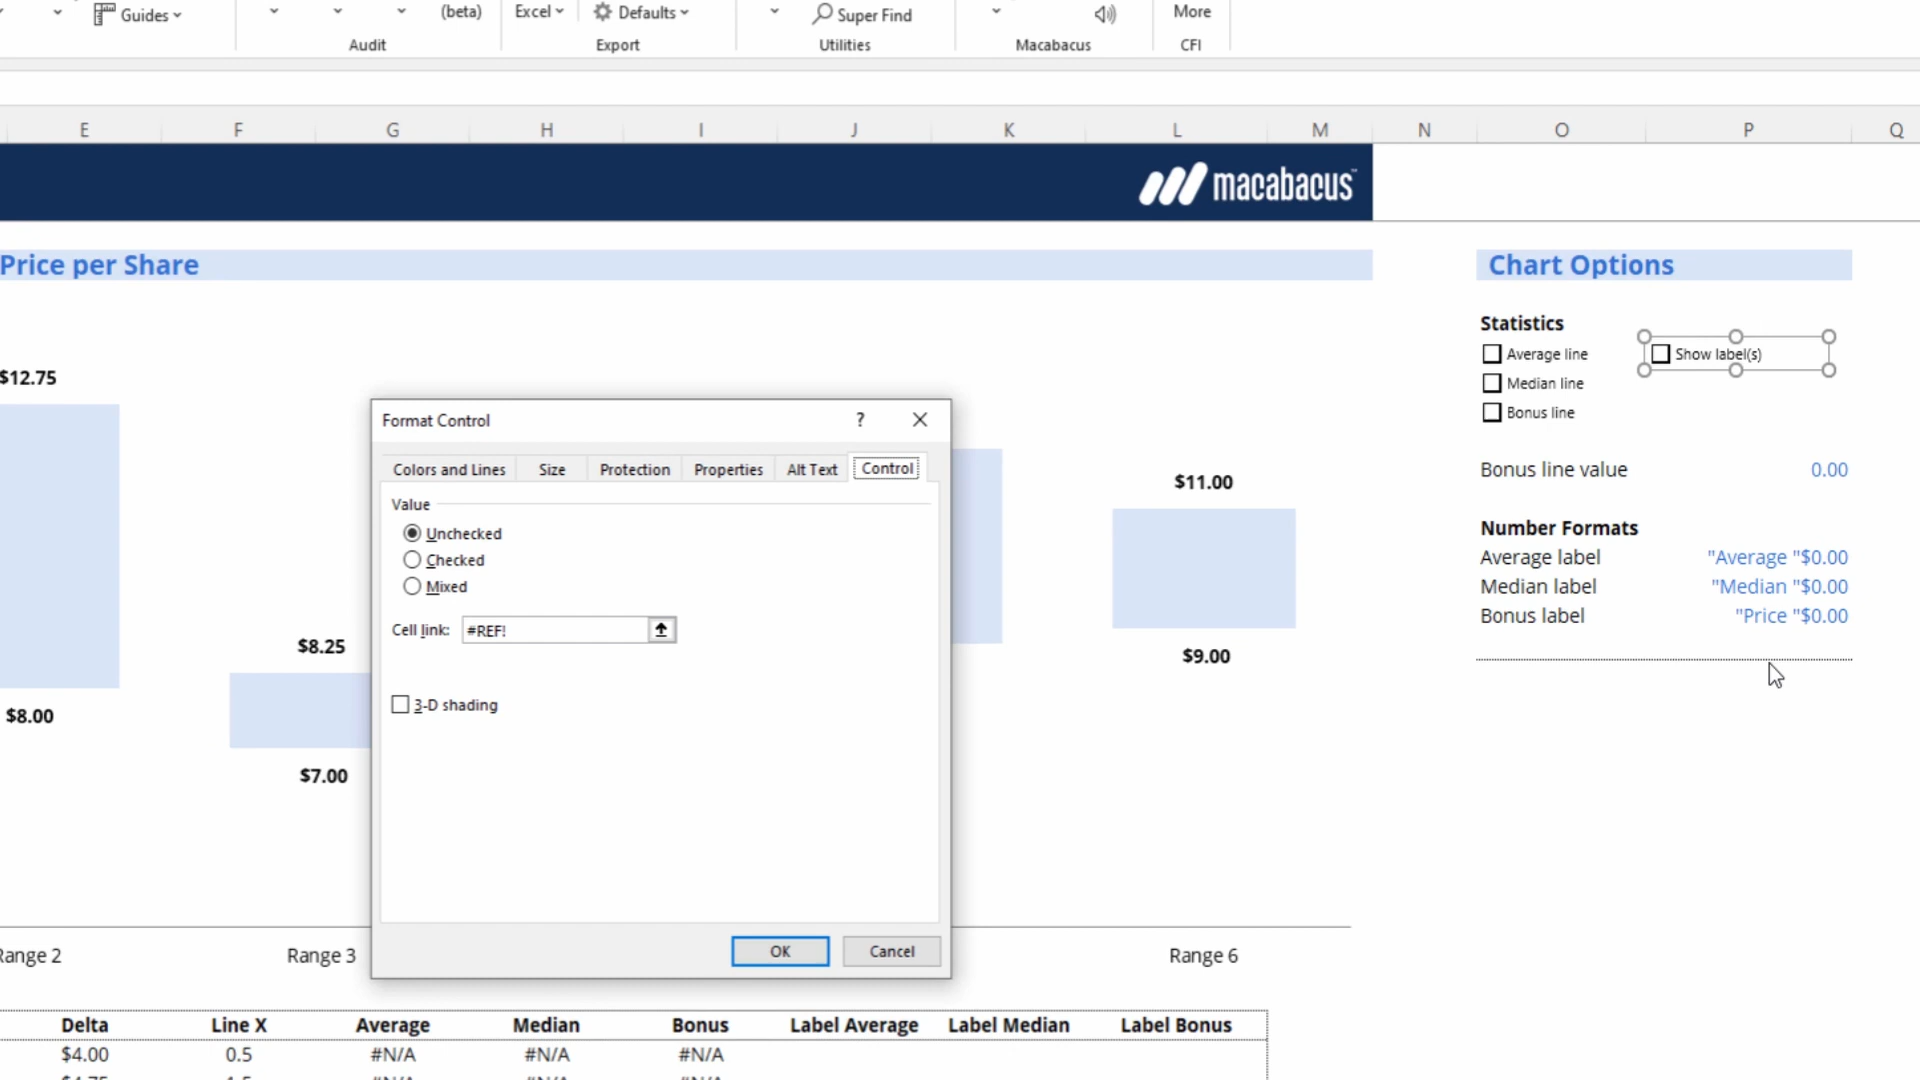 Guides
(beta)
Excel
Defaults
Super Find
More
Audit
Export
Utilities
Macabacus
CFI
E F G H I J K L M N O P Q
macabacus
Price per Share
Chart Options
Statistics
Average line
Show label(s)
Median line
Bonus line
Bonus line value 0.00
Number Formats
Average label "Average "$0.00
Median label "Median "$0.00
Bonus label "Price "$0.00
$12.75
$8.00
$8.25
$7.00
$11.00
$9.00
Format Control
?
Colors and Lines
Size
Protection
Properties
Alt Text
Control
Value
Unchecked
Checked
Mixed
Cell link: #REF!
3-D shading
OK
Cancel
Range 2
Range 3
Range 6
Delta Line X Average Median Bonus Label Average Label Median Label Bonus
$4.00 0.5 #N/A #N/A #N/A